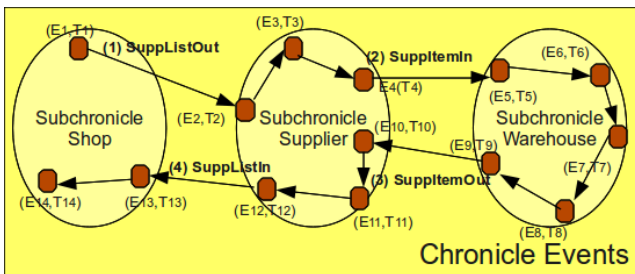 (E1,T1)
(1) SuppListOut
(E3,T3)
(2) SuppItemIn
(E6,T6)
E4(T4)
(E5,T5)
(E2,T2)
Subchronicle
Shop
Subchronicle
Supplier
Subchronicle
Warehouse
(E10,T10)
(E9,T9)
(E7,T7)
(4) SuppListIn
(3) SuppItemOut
(E14,T14)
(E13,T13)
(E12,T12)
(E11,T11)
(E8,T8)
Chronicle Events